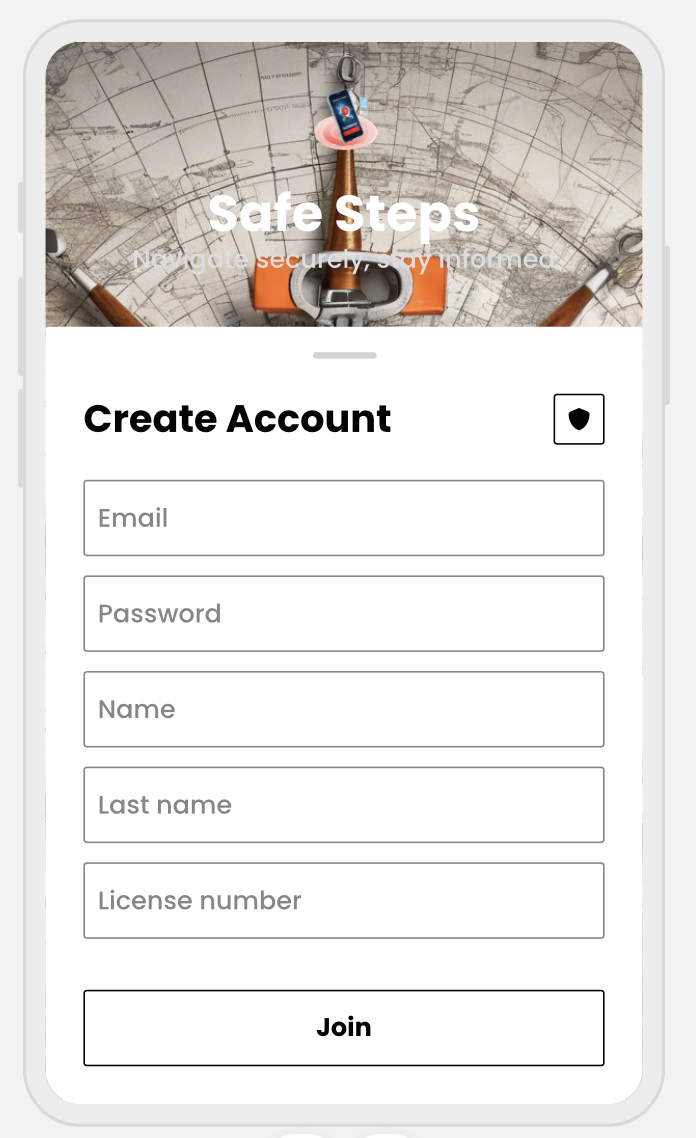 Safe Steps
Navigate securely, stay informed
Create Account
Email
Password
Name
Last name
License number
Join